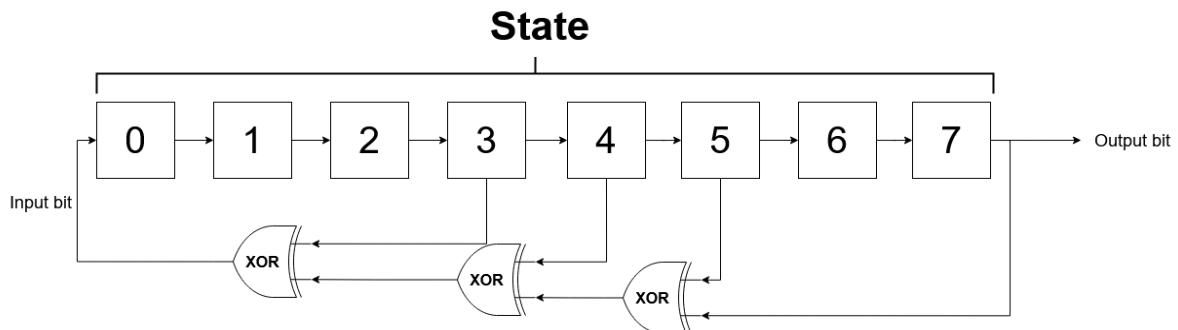 State
0 1 2 3 4 5 6 7
Output bit
Input bit
XOR
XOR
XOR